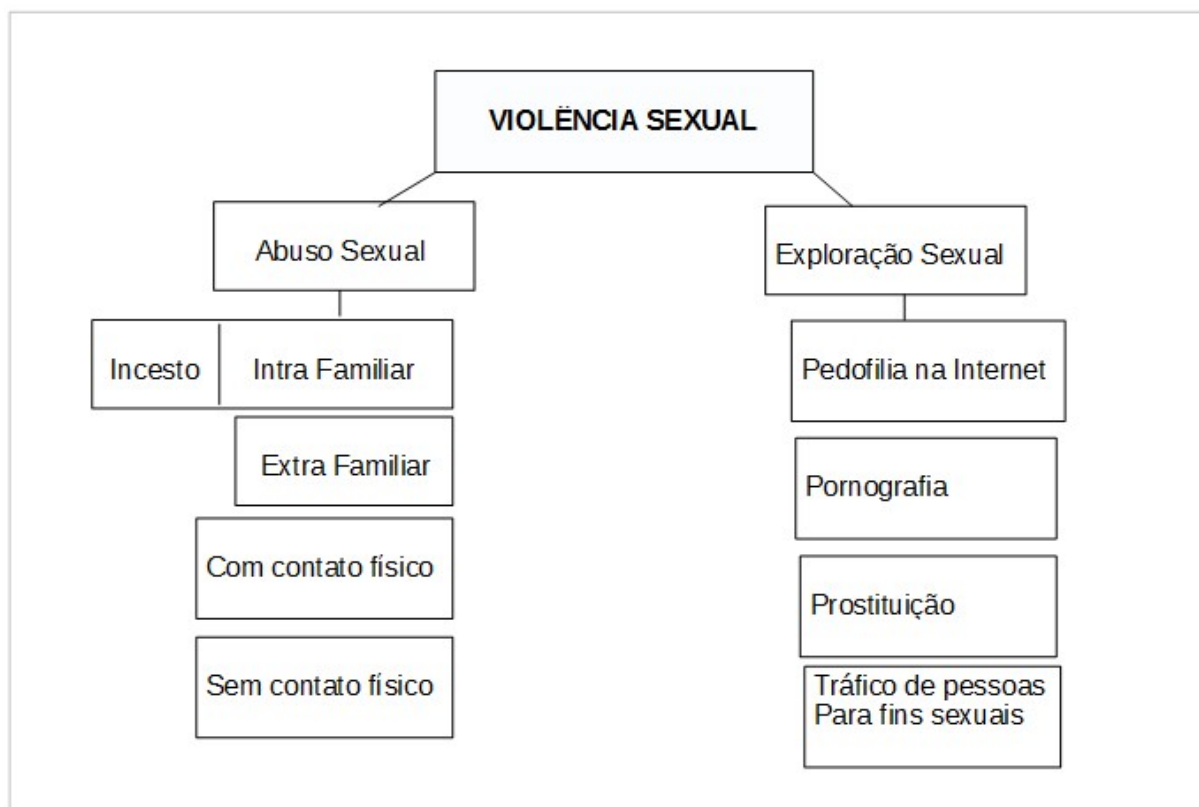 VIOLËNCIA SEXUAL
Abuso Sexual
Exploração Sexual
Incesto
Intra Familiar
Pedofilia na Internet
Extra Familiar
Pornografia
Com contato físico
Prostituição
Sem contato físico
Tráfico de pessoas
Para fins sexuais